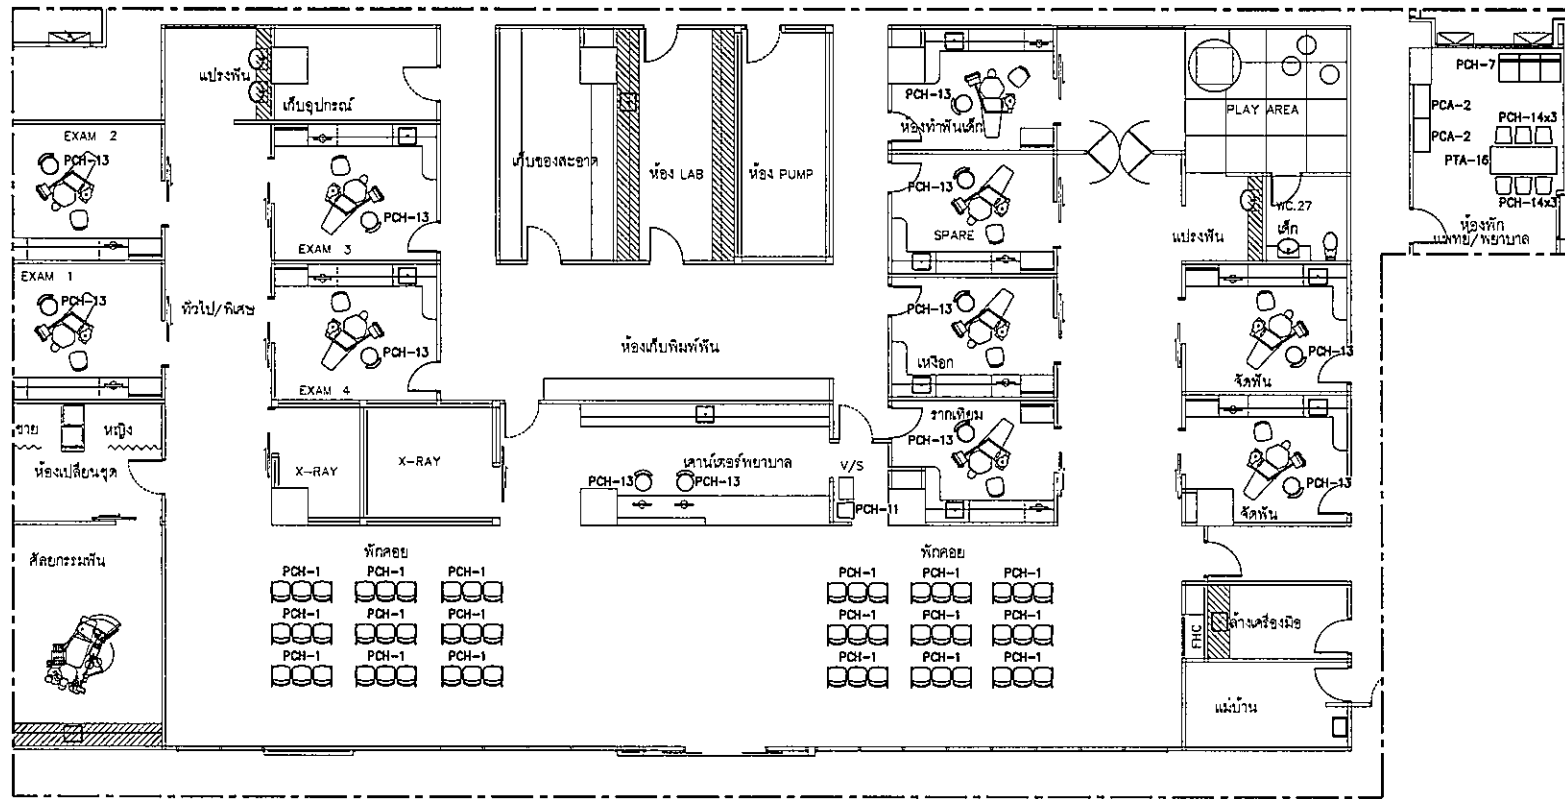 แปรงฟัน
เก็บอุปกรณ์
EXAM 2
PCH-13
PCH-13
EXAM 3
EXAM 1
PCH-13
ทั่วไป/พิเศษ
PCH-13
EXAM 4
ชาย
หญิง
ห้องเปลี่ยนชุด
X-RAY
X-RAY
ศัลยกรรมฟัน
เก็บของสะอาด
ห้อง LAB
ห้อง PUMP
ห้องเก็บพิมพ์ฟัน
เคาน์เตอร์พยาบาล
PCH-13
PCH-13
V/S
PCH-11
PCH-13
ห้องทำฟันเด็ก
PCH-13
SPARE
PCH-13
เหงือก
รากเทียม
PCH-13
PLAY AREA
WC.27
เด็ก
แปรงฟัน
PCH-13
จัดฟัน
PCH-13
จัดฟัน
PCH-7
PCA-2
PCH-14x3
PCA-2
PTA-16
PCH-14x3
ห้องพัก
แพทย์/พยาบาล
พักคอย
PCH-1 PCH-1 PCH-1
PCH-1 PCH-1 PCH-1
PCH-1 PCH-1 PCH-1
พักคอย
PCH-1 PCH-1 PCH-1
PCH-1 PCH-1 PCH-1
PCH-1 PCH-1 PCH-1
FHC
ล้างเครื่องมือ
แม่บ้าน